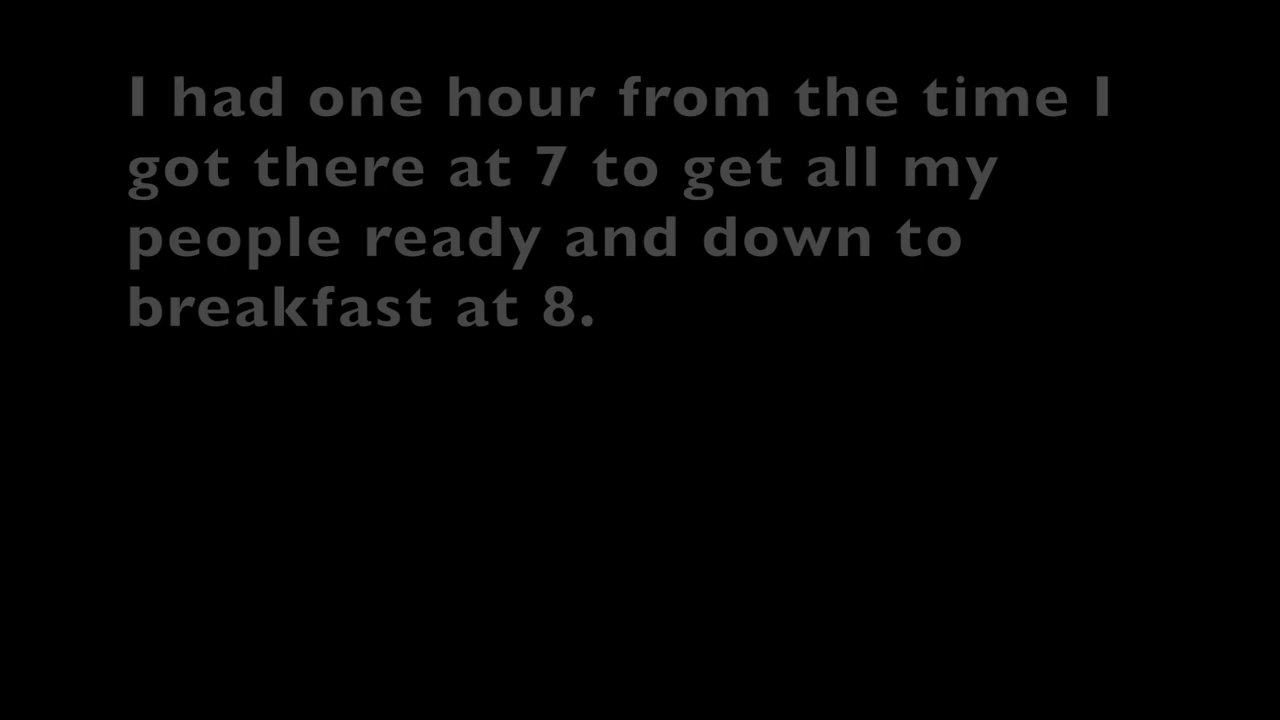 I had one hour from the time I
got there at 7 to get all my
people ready and down to
breakfast at 8.